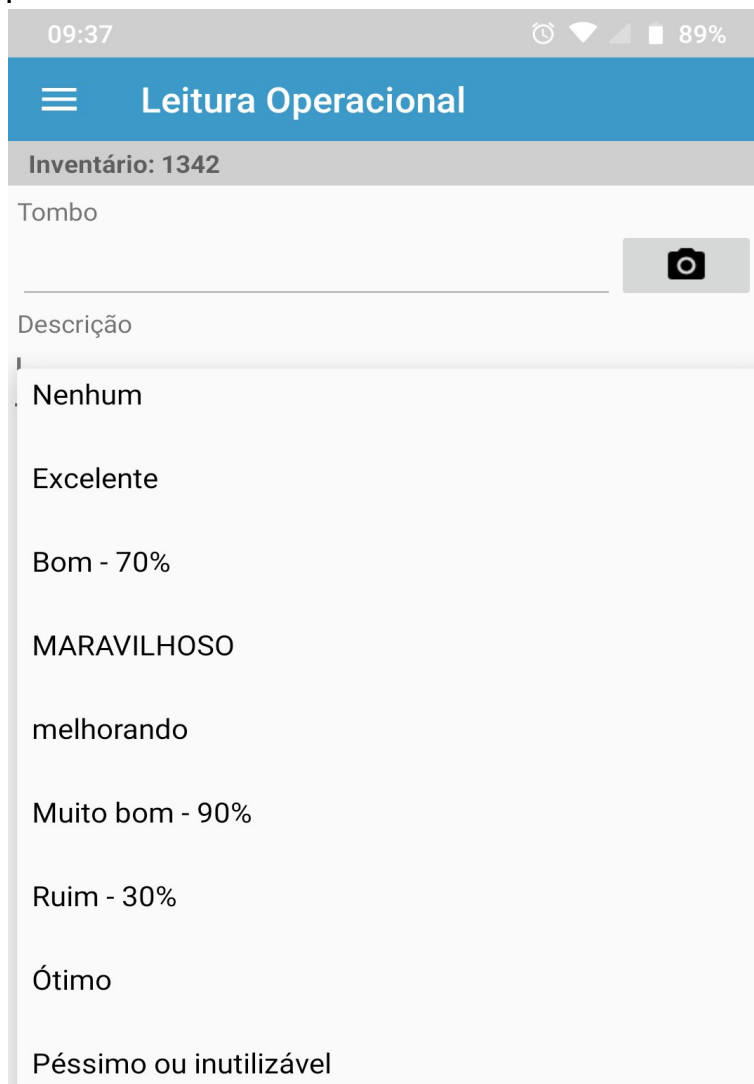 09:37
89%
Leitura Operacional
Inventário: 1342
Tombo
Descrição
Nenhum
Excelente
Bom - 70%
MARAVILHOSO
melhorando
Muito bom - 90%
Ruim - 30%
Ótimo
Péssimo ou inutilizável